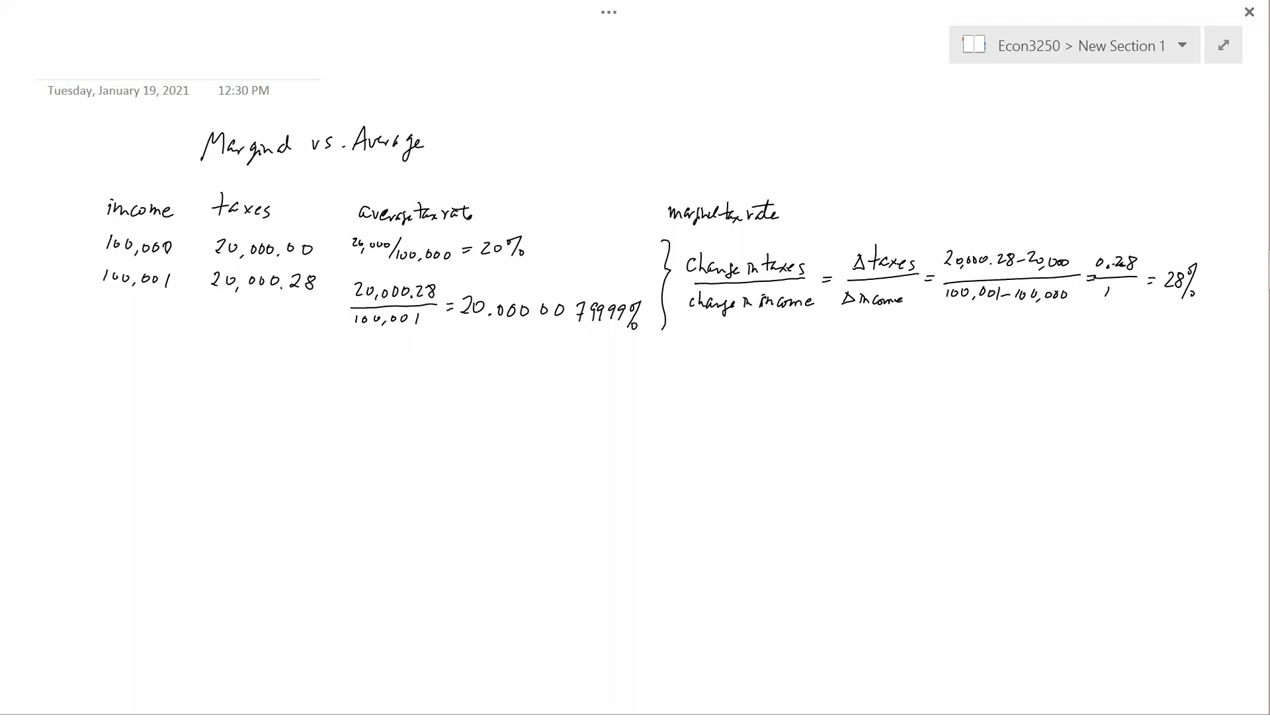 Econ3250 > New Section 1
Tuesday, January 19, 2021 12:30 PM
Marginal vs. Average
income taxes average tax rate marginal tax rate
100,000 20,000.00 20,000/100,000 = 20%
100,001 20,000.28 20,000.28/100,001 = 20.00000079999% } change in taxes/change in income = Δtaxes/Δincome = 20,000.28-20,000/100,001-100,000 = 0.28/1 = 28%